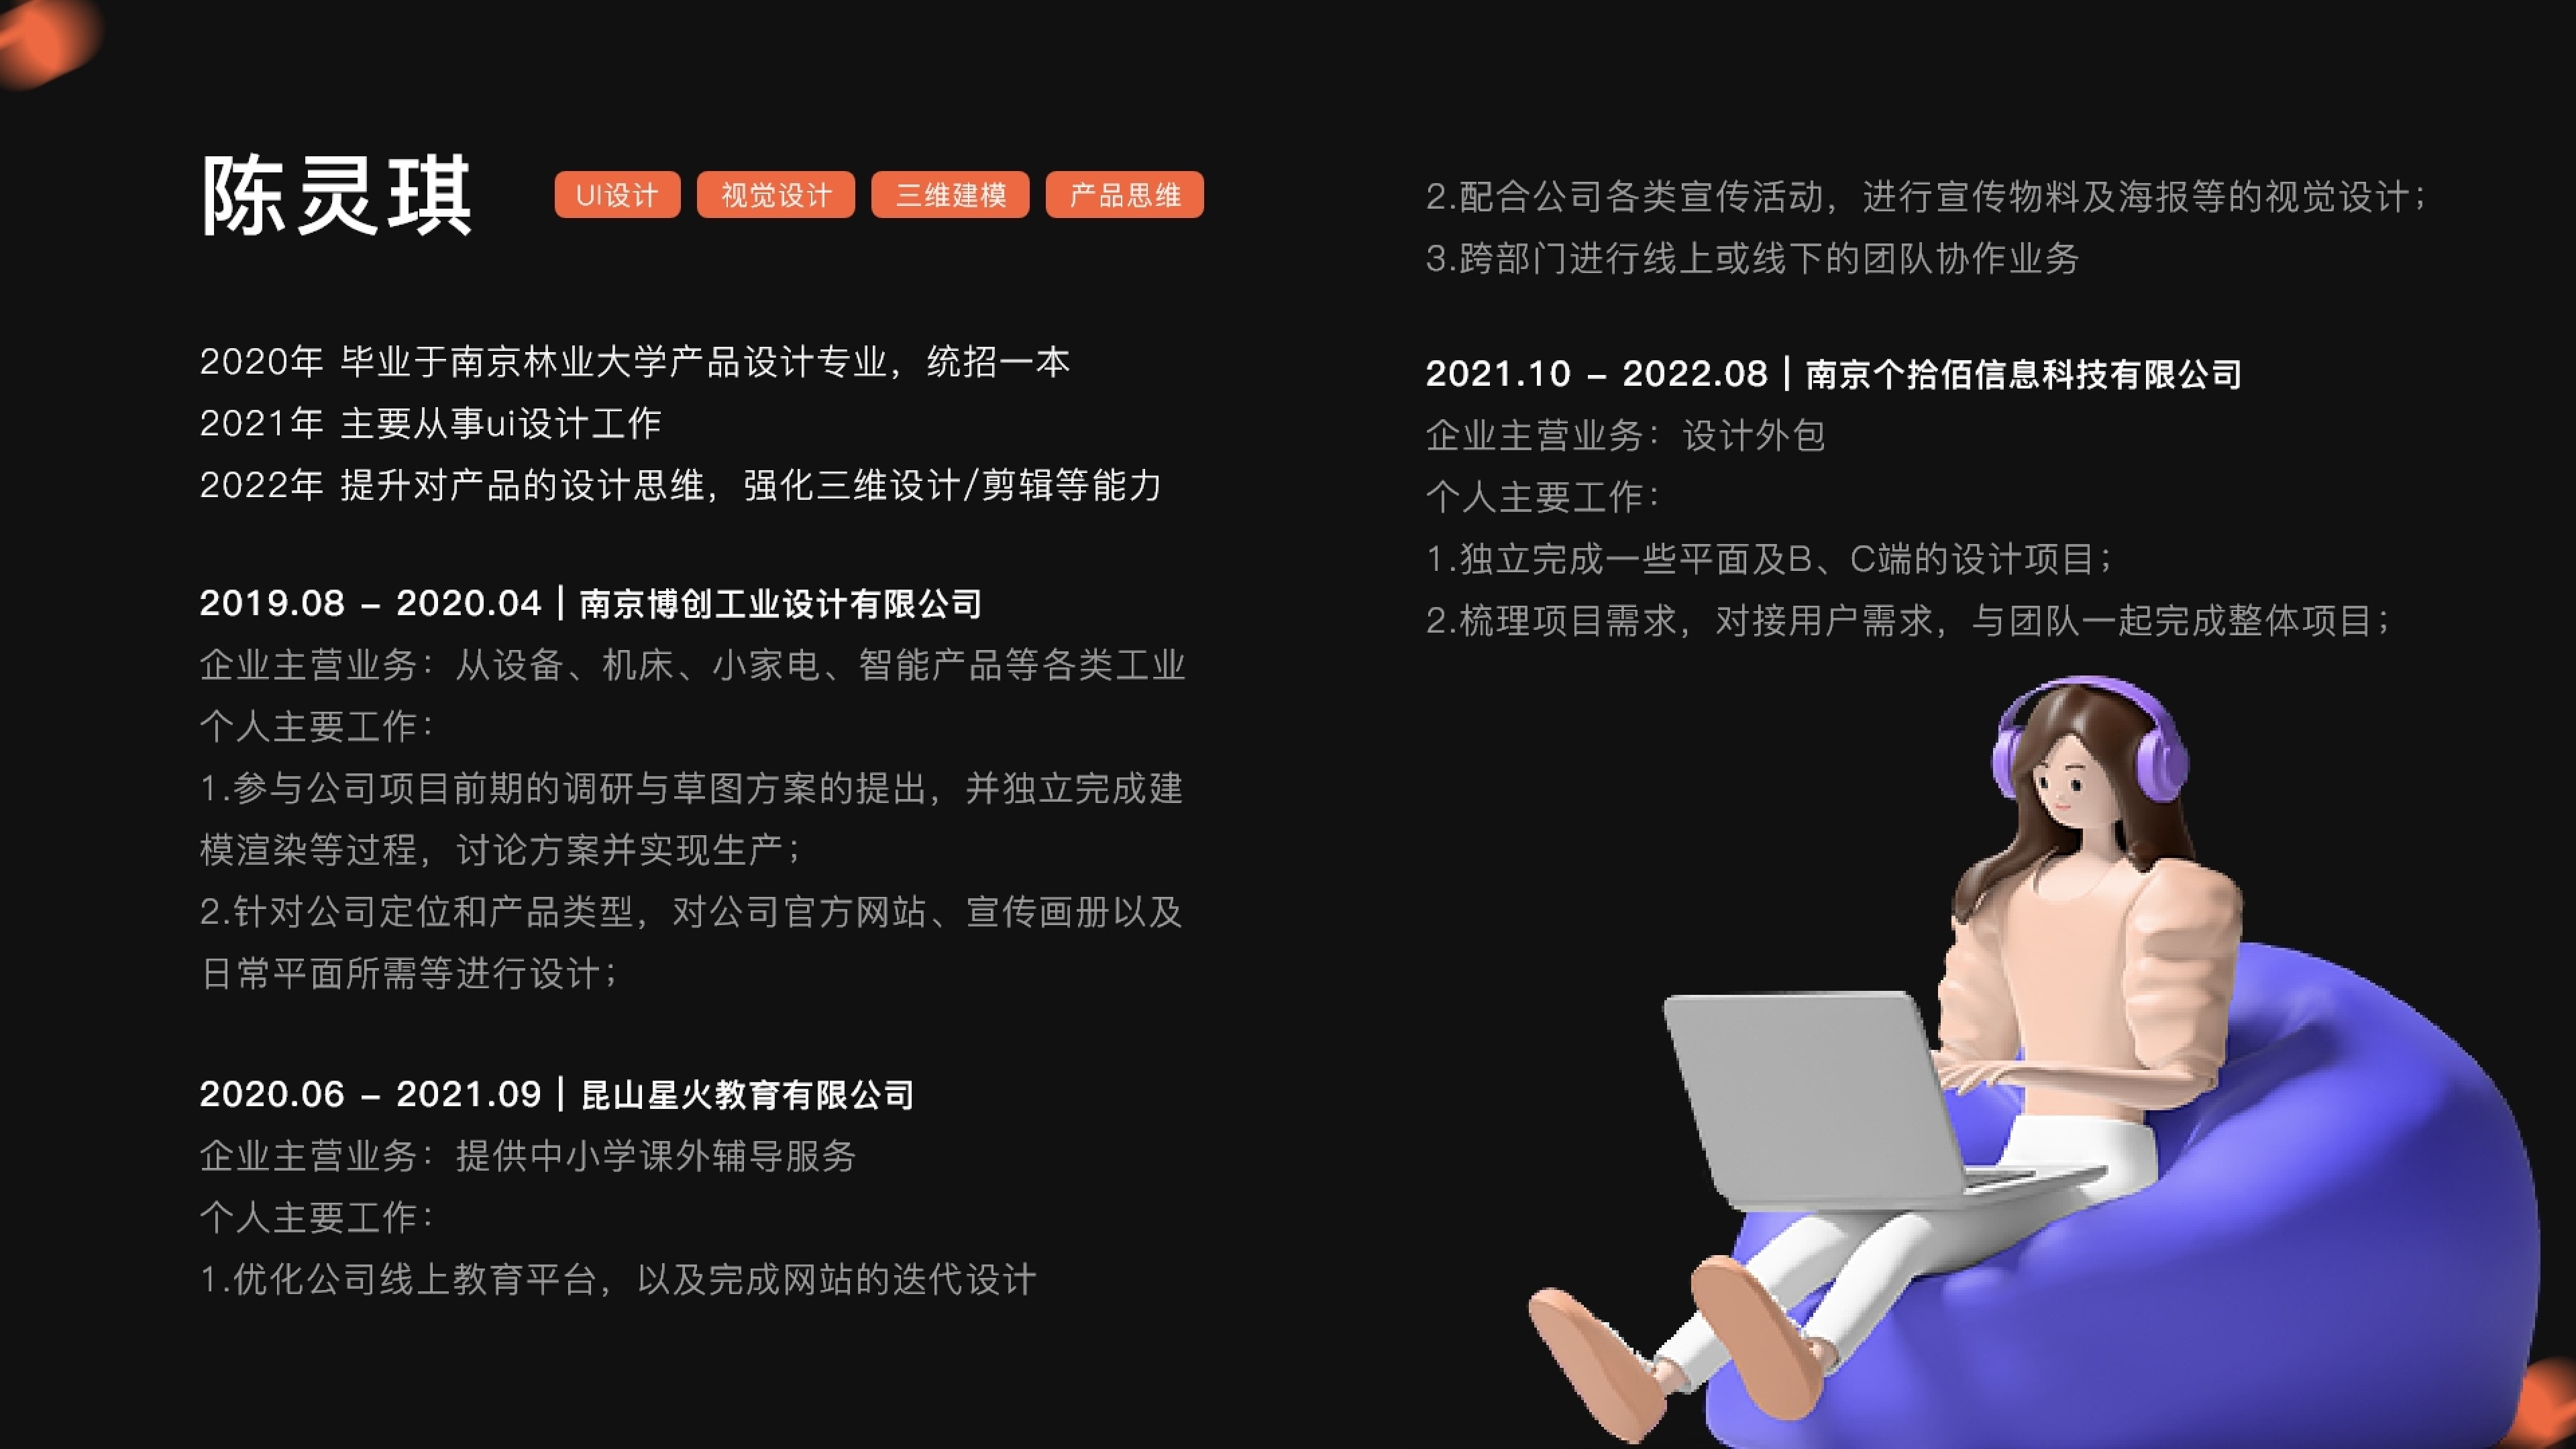 陈灵琪
UI设计 视觉设计 三维建模 产品思维
2020年 毕业于南京林业大学产品设计专业，统招一本
2021年 主要从事ui设计工作
2022年 提升对产品的设计思维，强化三维设计/剪辑等能力
2019.08 – 2020.04 | 南京博创工业设计有限公司
企业主营业务：从设备、机床、小家电、智能产品等各类工业
个人主要工作：
1.参与公司项目前期的调研与草图方案的提出，并独立完成建
模渲染等过程，讨论方案并实现生产；
2.针对公司定位和产品类型，对公司官方网站、宣传画册以及
日常平面所需等进行设计；
2020.06 – 2021.09 | 昆山星火教育有限公司
企业主营业务：提供中小学课外辅导服务
个人主要工作：
1.优化公司线上教育平台，以及完成网站的迭代设计
2.配合公司各类宣传活动，进行宣传物料及海报等的视觉设计；
3.跨部门进行线上或线下的团队协作业务
2021.10 – 2022.08 | 南京个拾佰信息科技有限公司
企业主营业务：设计外包
个人主要工作：
1.独立完成一些平面及B、C端的设计项目；
2.梳理项目需求，对接用户需求，与团队一起完成整体项目；